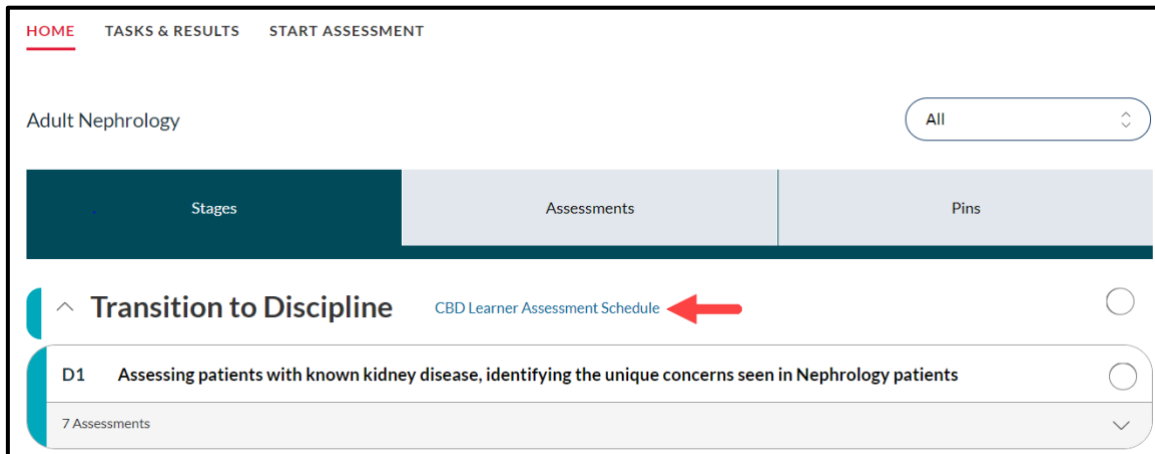 HOME TASKS & RESULTS START ASSESSMENT
Adult Nephrology All
Stages Assessments Pins
Transition to Discipline CBD Learner Assessment Schedule
D1 Assessing patients with known kidney disease, identifying the unique concerns seen in Nephrology patients
7 Assessments